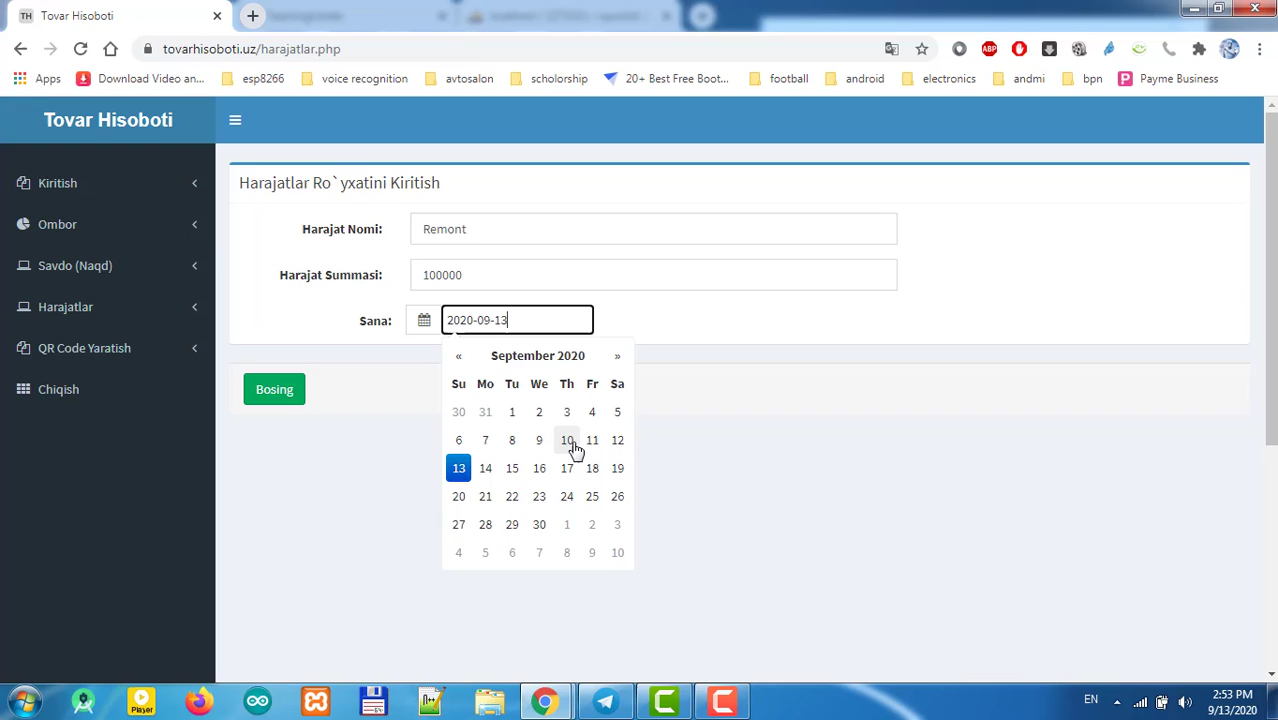 TH Tovar Hisoboti
tovarhisoboti.uz/harajatlar.php
ABP
Apps Download Video an... esp8266 voice recognition avtosalon scholorship 20+ Best Free Boot... football android electronics andmi bpn Payme Business
Tovar Hisoboti
Kiritish
Ombor
Savdo (Naqd)
Harajatlar
QR Code Yaratish
Chiqish
Harajatlar Ro`yxatini Kiritish
Harajat Nomi: Remont
Harajat Summasi: 100000
Sana: 2020-09-13
« September 2020 »
Su Mo Tu We Th Fr Sa
30 31 1 2 3 4 5
6 7 8 9 10 11 12
13 14 15 16 17 18 19
20 21 22 23 24 25 26
27 28 29 30 1 2 3
4 5 6 7 8 9 10
Bosing
Player
EN
2:53 PM
9/13/2020